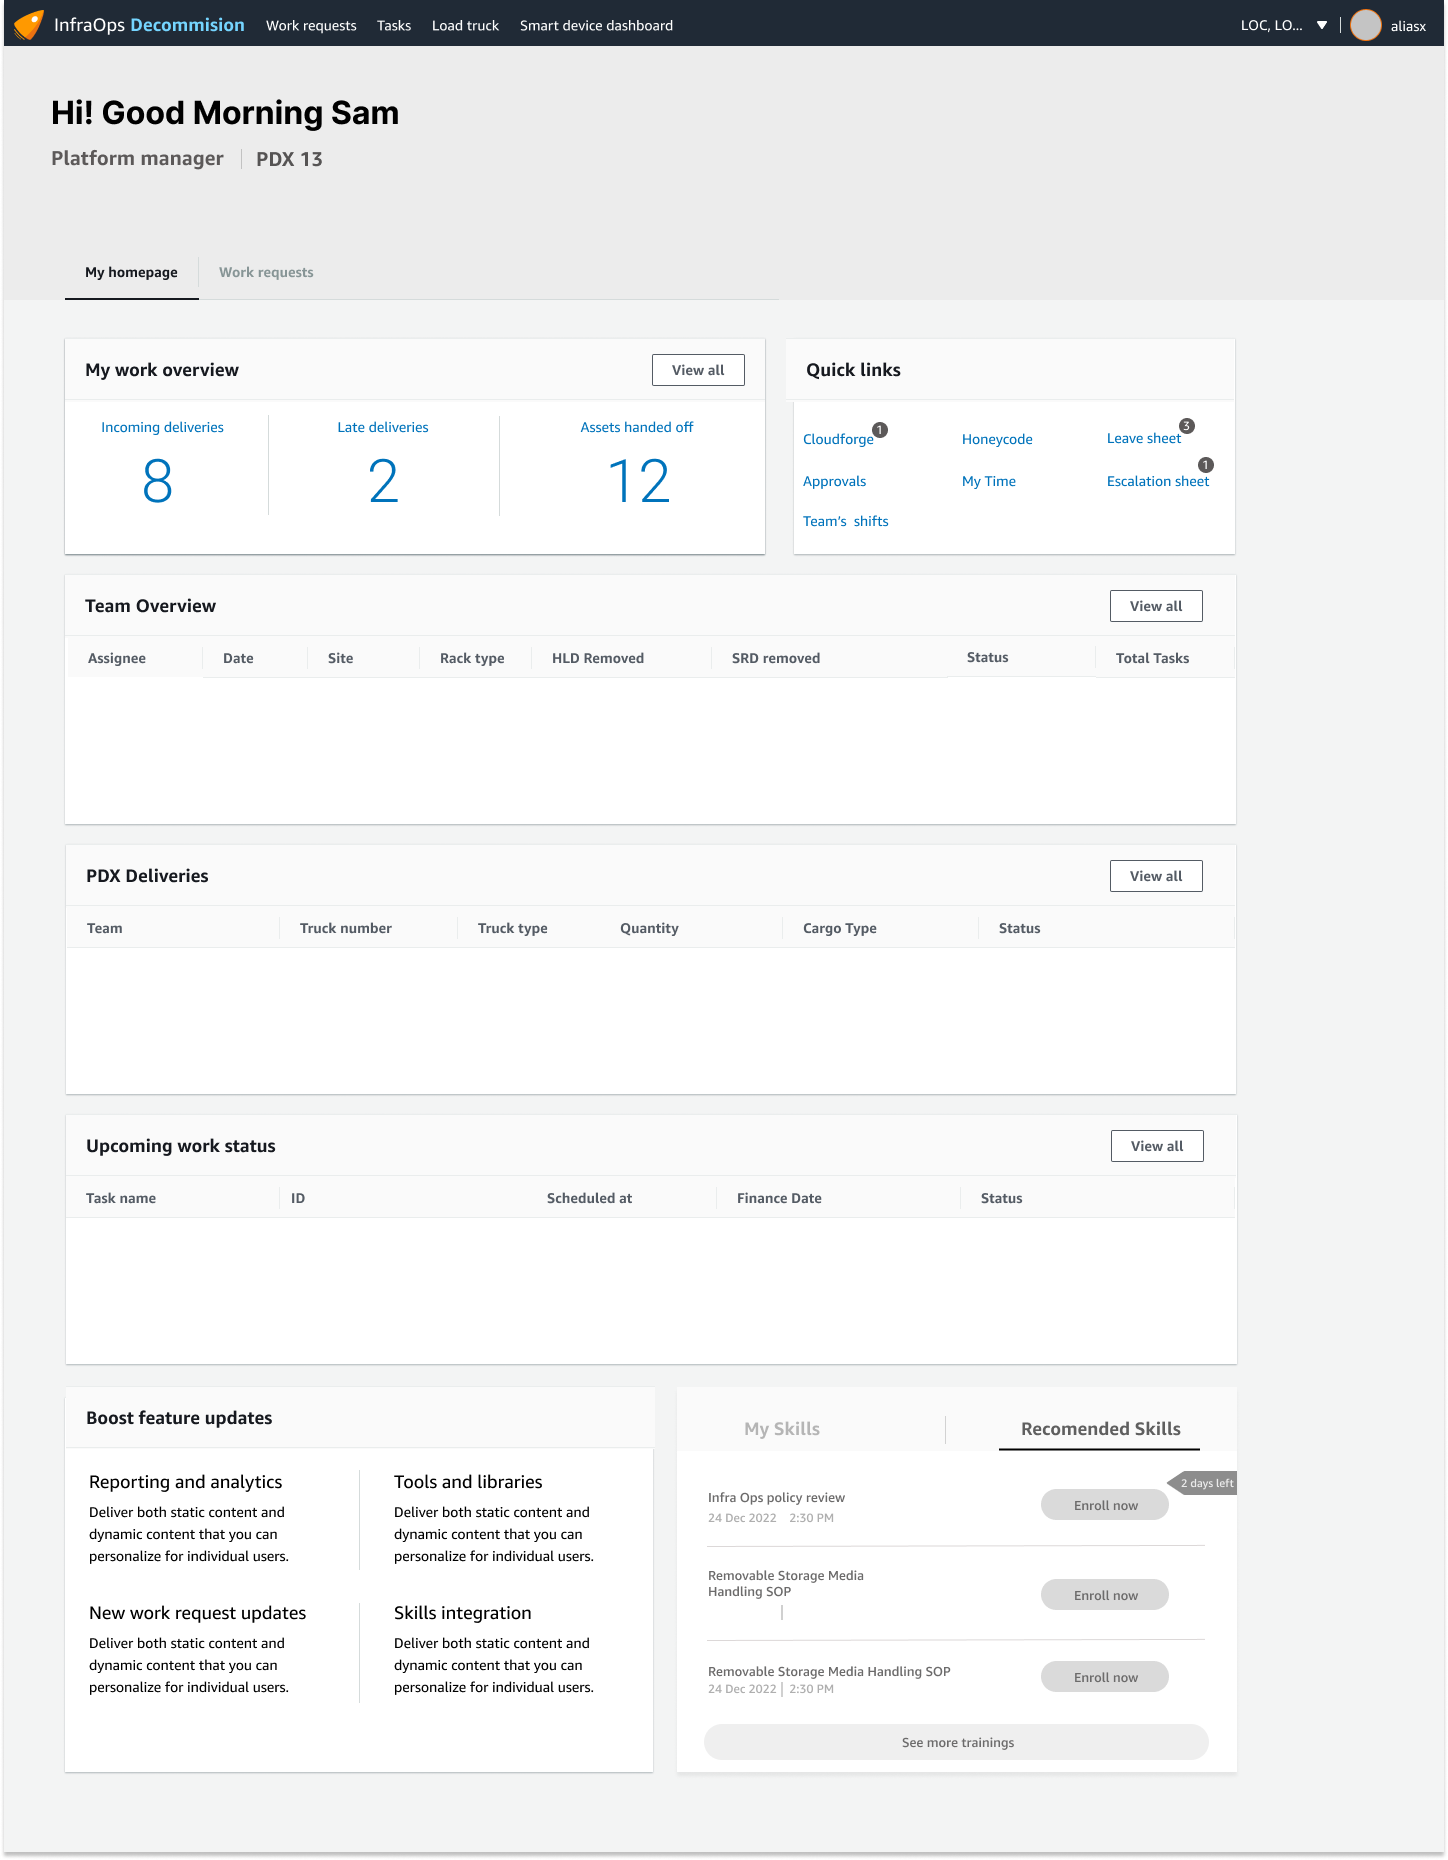 InfraOps Decommision Work requests Tasks Load truck Smart device dashboard LOC, LO... aliasx
Hi! Good Morning Sam
Platform manager PDX 13
My homepage Work requests
My work overview View all
Incoming deliveries Late deliveries Assets handed off
8 2 12
Quick links
Cloudforge 1 Honeycode Leave sheet 3
Approvals My Time Escalation sheet 1
Team's shifts
Team Overview View all
Assignee Date Site Rack type HLD Removed SRD removed Status Total Tasks
PDX Deliveries View all
Team Truck number Truck type Quantity Cargo Type Status
Upcoming work status View all
Task name ID Scheduled at Finance Date Status
Boost feature updates
Reporting and analytics
Deliver both static content and
dynamic content that you can
personalize for individual users.
Tools and libraries
Deliver both static content and
dynamic content that you can
personalize for individual users.
New work request updates
Deliver both static content and
dynamic content that you can
personalize for individual users.
Skills integration
Deliver both static content and
dynamic content that you can
personalize for individual users.
My Skills Recomended Skills
2 days left
Infra Ops policy review
24 Dec 2022 2:30 PM
Enroll now
Removable Storage Media
Handling SOP
Enroll now
Removable Storage Media Handling SOP
24 Dec 2022 2:30 PM
Enroll now
See more trainings